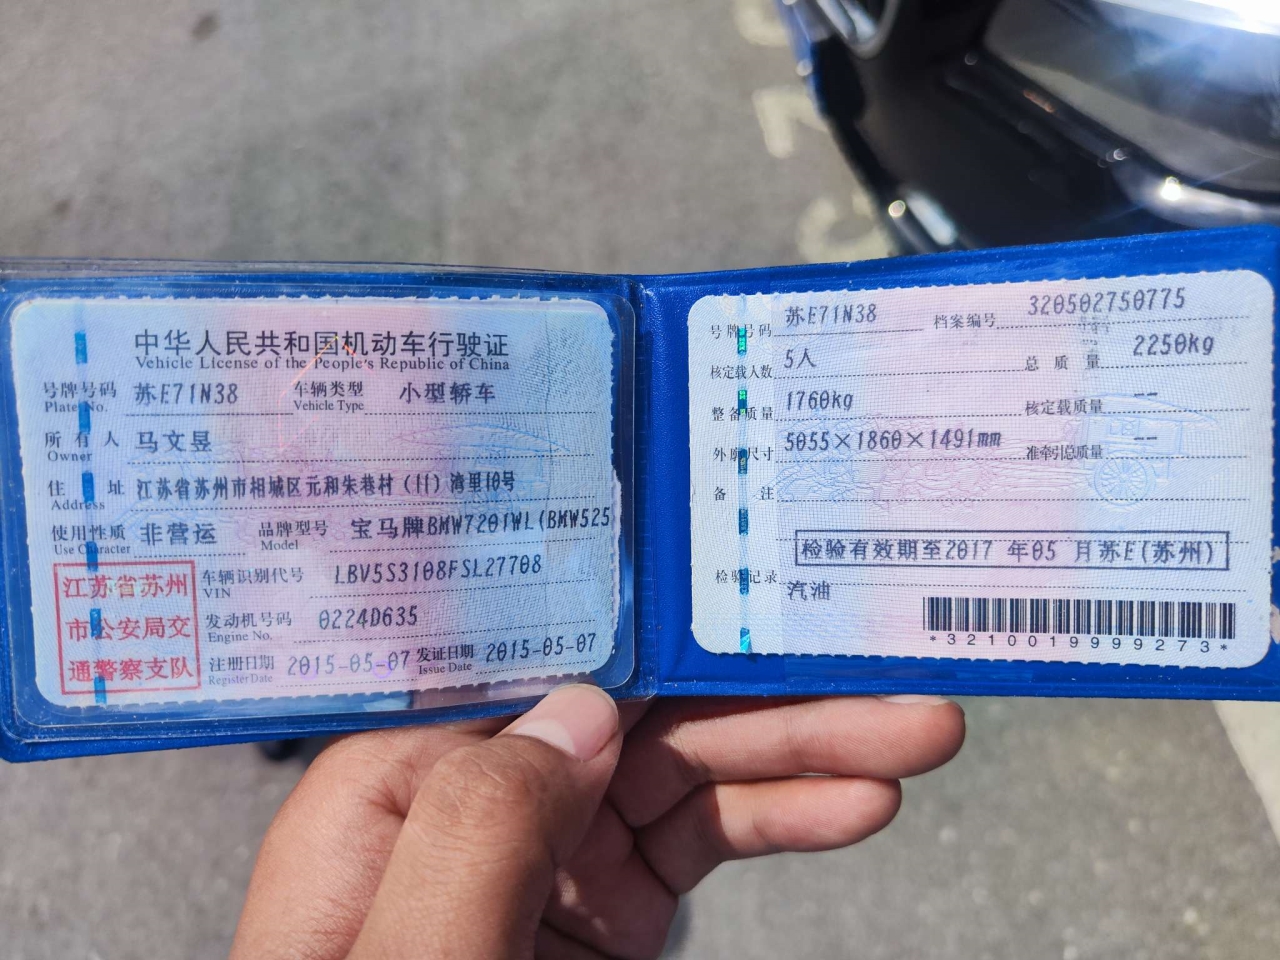 中华人民共和国机动车行驶证
Vehicle License of the People's Republic of China
号牌号码 苏E71N38 车辆类型 小型轿车
Plate No. Vehicle Type
所有人 马文昱
Owner
住址 江苏省苏州市相城区元和朱巷村(11)湾里10号
Address
使用性质 非营运 品牌型号 宝马牌BMW7201WL(BMW525
Use Character Model
江苏省苏州
市公安局交
通警察支队
车辆识别代号 LBV5S3108FSL27708
VIN
发动机号码 0224D635
Engine No.
注册日期 2015-05-07 发证日期 2015-05-07
Register Date Issue Date
号牌号码 苏E71N38 档案编号 320502750775
核定载人数 5人 总质量 2250kg
整备质量 1760kg 核定载质量 --
外廓尺寸 5055×1860×1491mm 准牵引总质量 --
备注
检验有效期至2017 年05 月苏E(苏州)
检验记录 汽油
*3210019999273*